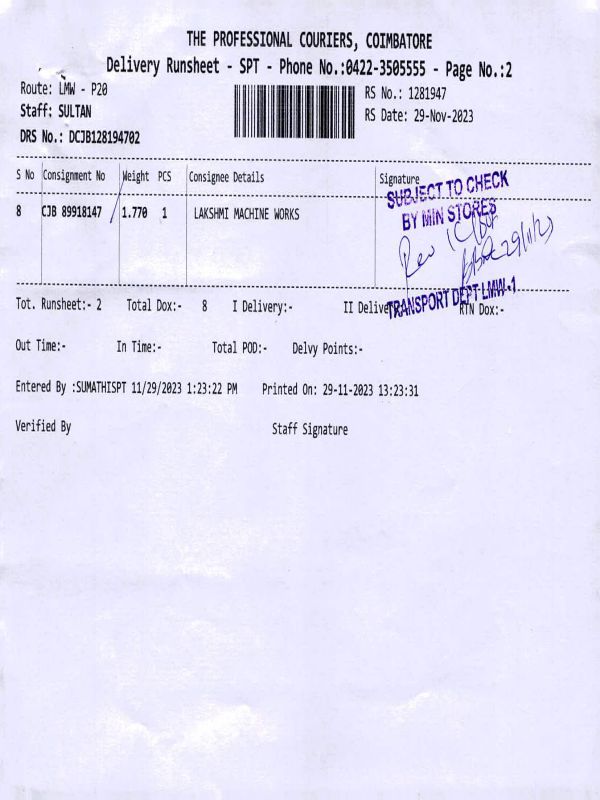 THE PROFESSIONAL COURIERS, COIMBATORE
Delivery Runsheet - SPT - Phone No.:0422-3505555 - Page No.:2
Route: LMW - P20
RS No.: 1281947
Staff: SULTAN
RS Date: 29-Nov-2023
DRS No.: DCJB128194702
S No Consignment No Weight PCS Consignee Details Signature
8 CJB 89918147 1.770 1 LAKSHMI MACHINE WORKS
SUBJECT TO CHECK
BY MIN STORES
29/11/23
TRANSPORT DEPT-LMW-1
Tot. Runsheet:- 2 Total Dox:- 8 I Delivery:- II Delive RTN Dox:-
Out Time:- In Time:- Total POD:- Delvy Points:-
Entered By :SUMATHISPT 11/29/2023 1:23:22 PM Printed On: 29-11-2023 13:23:31
Verified By Staff Signature